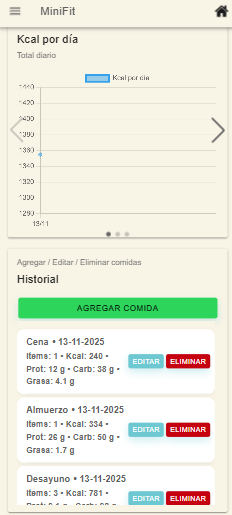 MiniFit
Kcal por día
Total diario
Kcal por día
1440
1420
1400
1380
1360
1340
1320
1300
1280
13/11
Agregar / Editar / Eliminar comidas
Historial
AGREGAR COMIDA
Cena • 13-11-2025
Items: 1 • Kcal: 240 •
Prot: 12 g • Carb: 38 g •
Grasa: 4.1 g
EDITAR
ELIMINAR
Almuerzo • 13-11-2025
Items: 1 • Kcal: 334 •
Prot: 26 g • Carb: 50 g •
Grasa: 1.7 g
EDITAR
ELIMINAR
Desayuno • 13-11-2025
Items: 3 • Kcal: 781 •
EDITAR
ELIMINAR